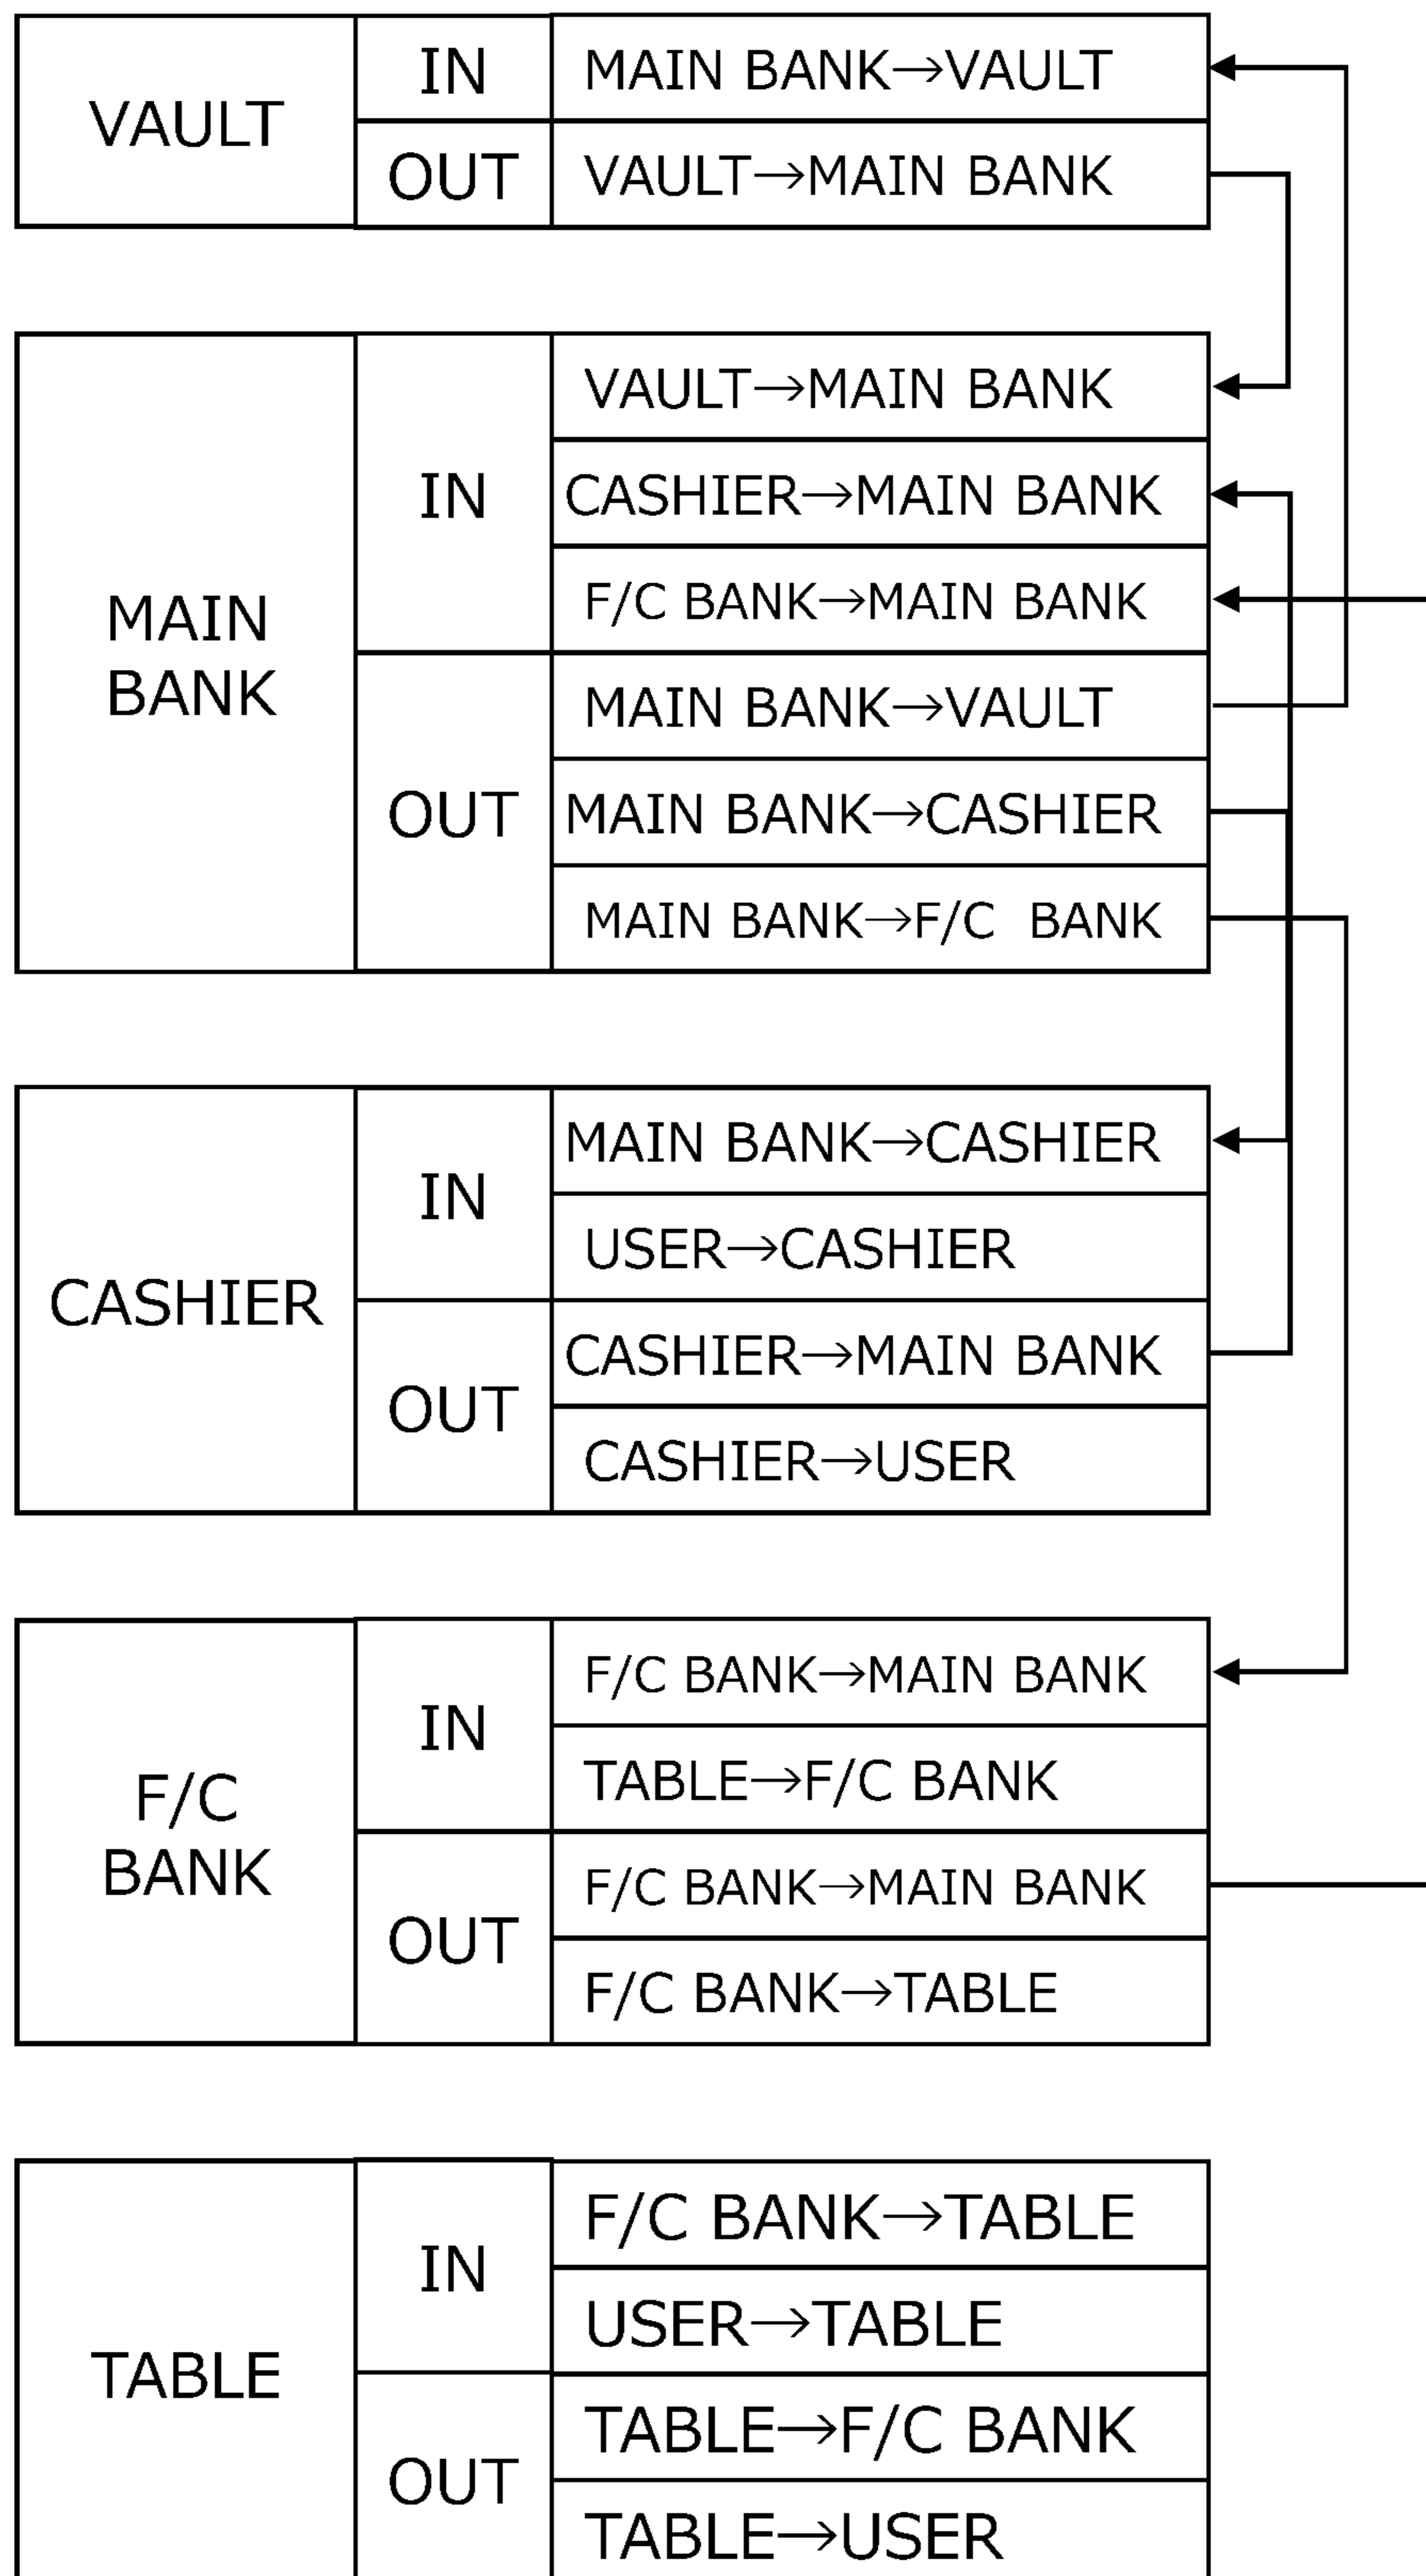 VAULT
IN
MAIN BANK→VAULT
OUT
VAULT→MAIN BANK
MAIN
BANK
IN
VAULT→MAIN BANK
CASHIER→MAIN BANK
F/C BANK→MAIN BANK
OUT
MAIN BANK→VAULT
MAIN BANK→CASHIER
MAIN BANK→F/C BANK
CASHIER
IN
MAIN BANK→CASHIER
USER→CASHIER
OUT
CASHIER→MAIN BANK
CASHIER→USER
F/C
BANK
IN
F/C BANK→MAIN BANK
TABLE→F/C BANK
OUT
F/C BANK→MAIN BANK
F/C BANK→TABLE
TABLE
IN
F/C BANK→TABLE
USER→TABLE
OUT
TABLE→F/C BANK
TABLE→USER